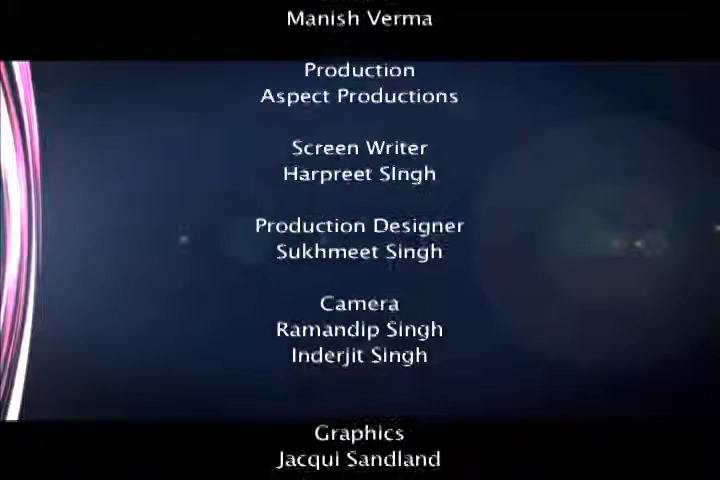 Manish Verma
Production
Aspect Productions
Screen Writer
Harpreet SIngh
Production Designer
Sukhmeet Singh
Camera
Ramandip Singh
Inderjit Singh
Graphics
Jacqui Sandland